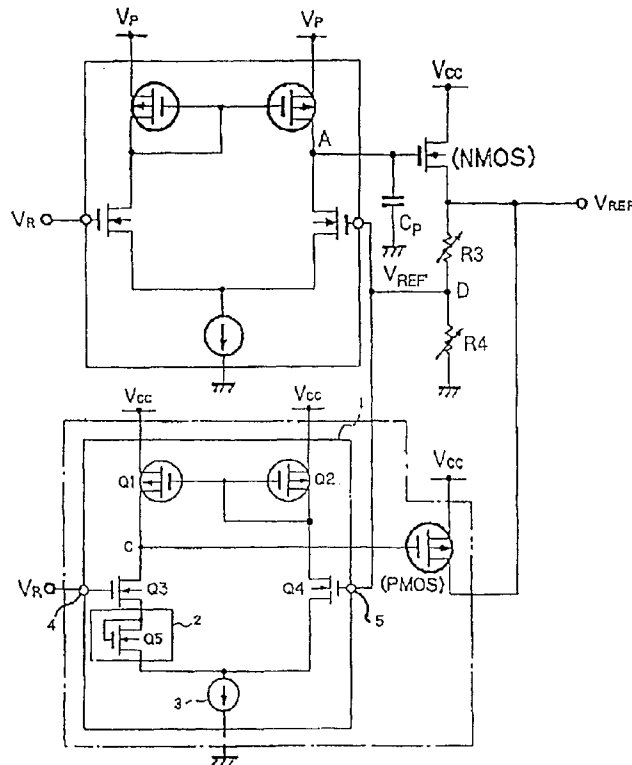 VP VP
VCC
A
(NMOS)
VR
CP
VREF
R3
VREF'
D
R4
VCC VCC
1
Q1 Q2
VCC
C
(PMOS)
VR
Q3 Q4
4
2
5
Q5
3